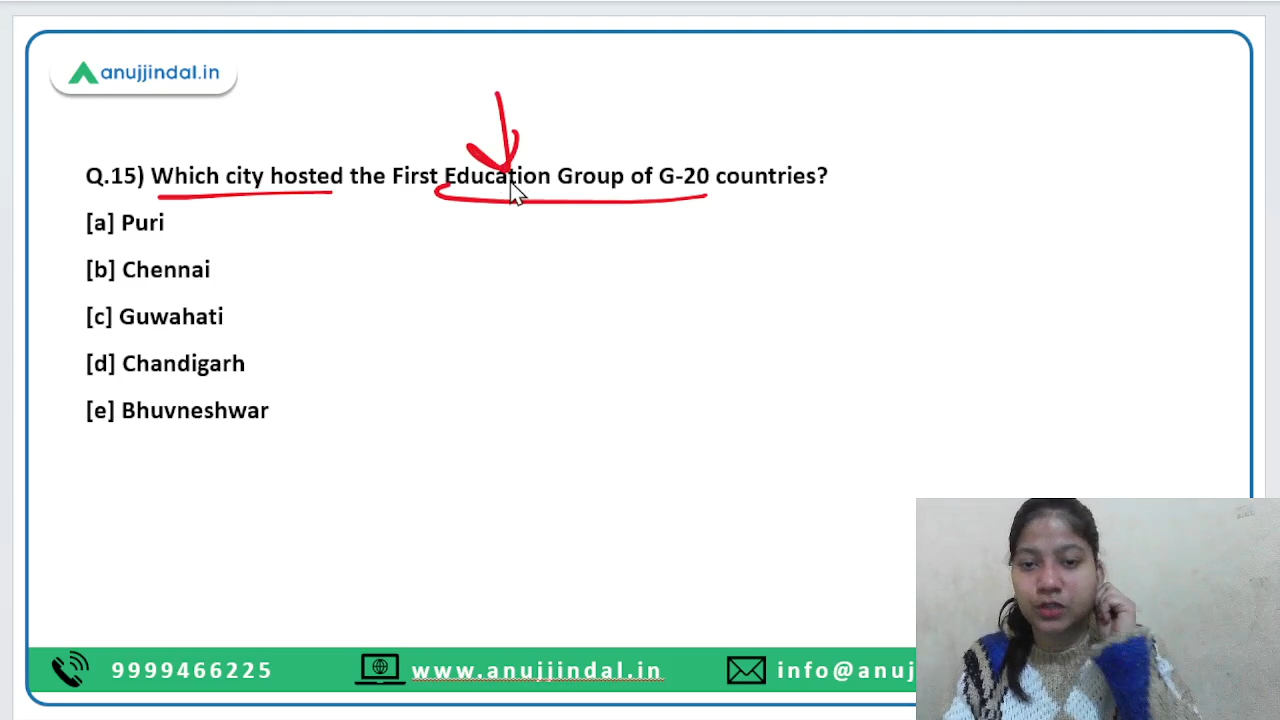 anujjindal.in
Q.15) Which city hosted the First Education Group of G-20 countries?
[a] Puri
[b] Chennai
[c] Guwahati
[d] Chandigarh
[e] Bhuvneshwar
9999466225 www.anujjindal.in info@anuj